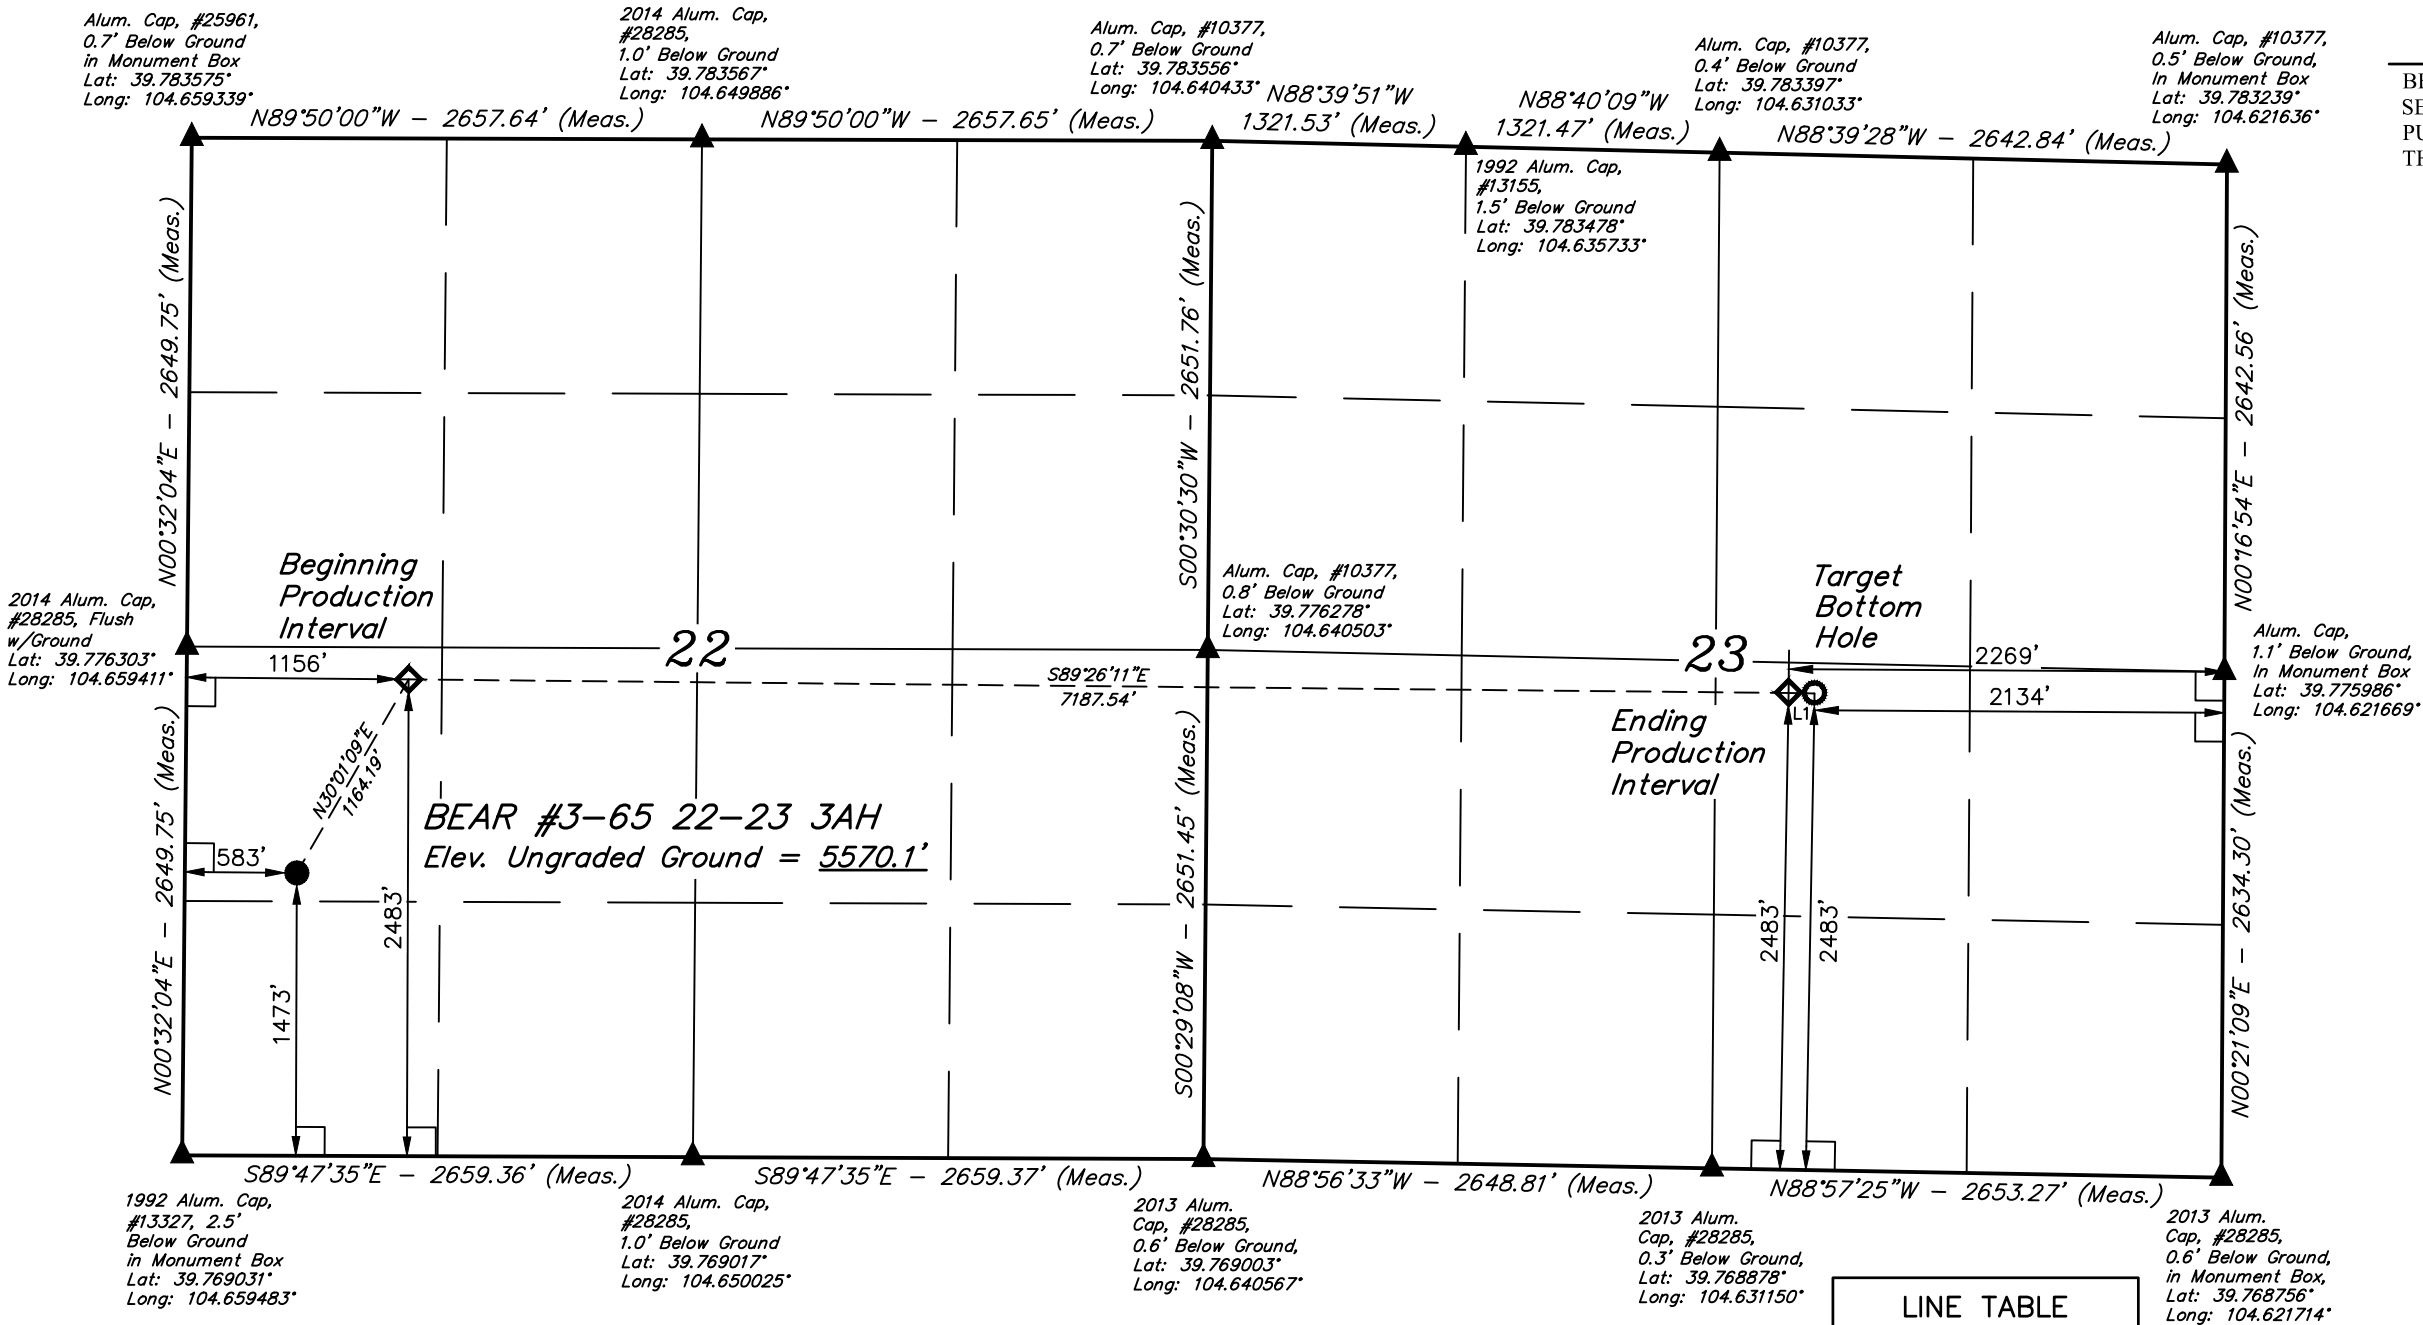 Alum. Cap, #25961,
0.7' Below Ground
in Monument Box
Lat: 39.783575°
Long: 104.659339°
2014 Alum. Cap,
#28285,
1.0' Below Ground
Lat: 39.783567°
Long: 104.649886°
Alum. Cap, #10377,
0.7' Below Ground
Lat: 39.783556°
Long: 104.640433°
Alum. Cap, #10377,
0.4' Below Ground
Lat: 39.783397°
Long: 104.631033°
Alum. Cap, #10377,
0.5' Below Ground,
In Monument Box
Lat: 39.783239°
Long: 104.621636°
N89°50'00"W – 2657.64' (Meas.)
N89°50'00"W – 2657.65' (Meas.)
N88°39'51"W
1321.53' (Meas.)
N88°40'09"W
1321.47' (Meas.)
N88°39'28"W – 2642.84' (Meas.)
1992 Alum. Cap,
#13155,
1.5' Below Ground
Lat: 39.783478°
Long: 104.635733°
N00°32'04"E – 2649.75' (Meas.)
S00°30'30"W – 2651.76' (Meas.)
N00°16'54"E – 2642.56' (Meas.)
Beginning
Production
Interval
2014 Alum. Cap,
#28285, Flush
w/Ground
Lat: 39.776303°
Long: 104.659411°
1156'
22
Alum. Cap, #10377,
0.8' Below Ground
Lat: 39.776278°
Long: 104.640503°
S89°26'11"E
7187.54'
23
Target
Bottom
Hole
2269'
2134'
L1
Alum. Cap,
1.1' Below Ground,
In Monument Box
Lat: 39.775986°
Long: 104.621669°
Ending
Production
Interval
N30°01'09"E
1164.19'
BEAR #3-65 22-23 3AH
Elev. Ungraded Ground = 5570.1'
583'
1473'
2483'
2483'
2483'
N00°32'04"E – 2649.75' (Meas.)
S00°29'08"W – 2651.45' (Meas.)
N00°21'09"E – 2634.30' (Meas.)
S89°47'35"E – 2659.36' (Meas.)
S89°47'35"E – 2659.37' (Meas.)
N88°56'33"W – 2648.81' (Meas.)
N88°57'25"W – 2653.27' (Meas.)
1992 Alum. Cap,
#13327, 2.5'
Below Ground
in Monument Box
Lat: 39.769031°
Long: 104.659483°
2014 Alum. Cap,
#28285,
1.0' Below Ground
Lat: 39.769017°
Long: 104.650025°
2013 Alum.
Cap, #28285,
0.6' Below Ground,
Lat: 39.769003°
Long: 104.640567°
2013 Alum.
Cap, #28285,
0.3' Below Ground,
Lat: 39.768878°
Long: 104.631150°
2013 Alum.
Cap, #28285,
0.6' Below Ground,
in Monument Box,
Lat: 39.768756°
Long: 104.621714°
LINE TABLE